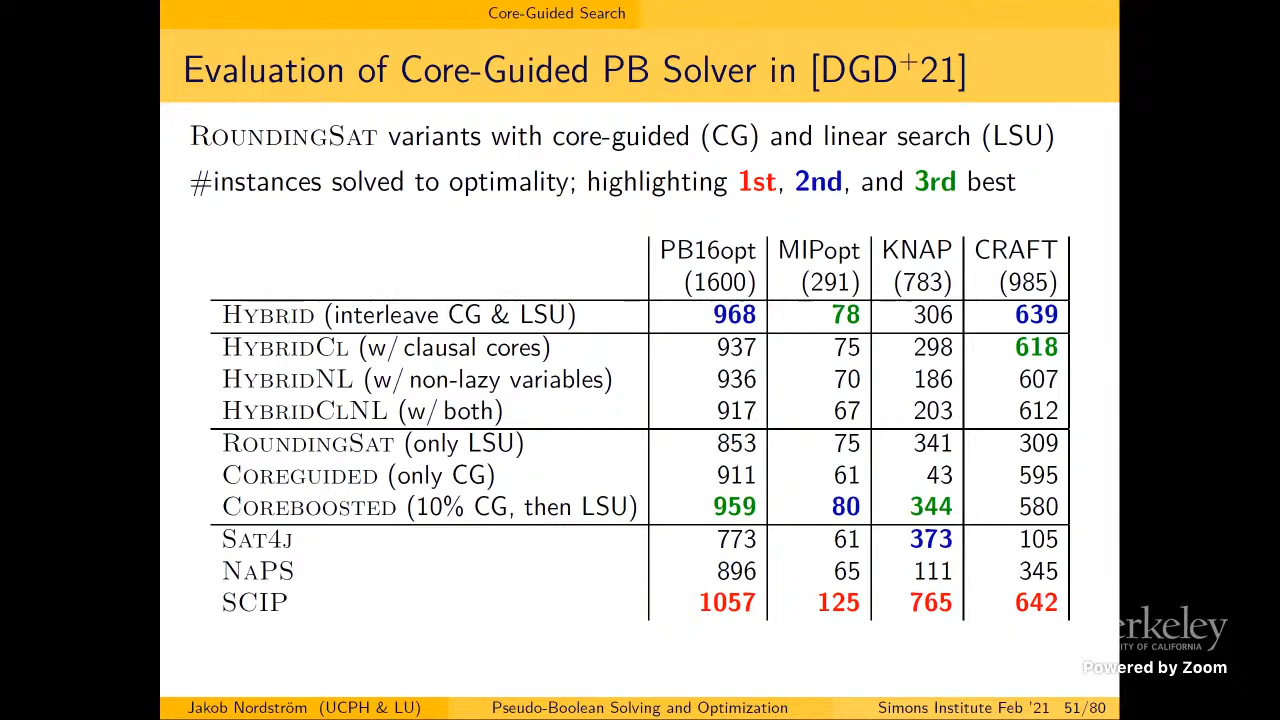 Core-Guided Search
Evaluation of Core-Guided PB Solver in [DGD+21]
ROUNDINGSAT variants with core-guided (CG) and linear search (LSU)
#instances solved to optimality; highlighting 1st, 2nd, and 3rd best
PB16opt MIPopt KNAP CRAFT
(1600) (291) (783) (985)
HYBRID (interleave CG & LSU) 968 78 306 639
HYBRIDCL (w/ clausal cores) 937 75 298 618
HYBRIDNL (w/ non-lazy variables) 936 70 186 607
HYBRIDCLNL (w/ both) 917 67 203 612
ROUNDINGSAT (only LSU) 853 75 341 309
COREGUIDED (only CG) 911 61 43 595
COREBOOSTED (10% CG, then LSU) 959 80 344 580
SAT4J 773 61 373 105
NAPS 896 65 111 345
SCIP 1057 125 765 642
erkeley
ITY OF CALIFORNIA
Powered by Zoom
Jakob Nordström (UCPH & LU) Pseudo-Boolean Solving and Optimization Simons Institute Feb '21 51/80